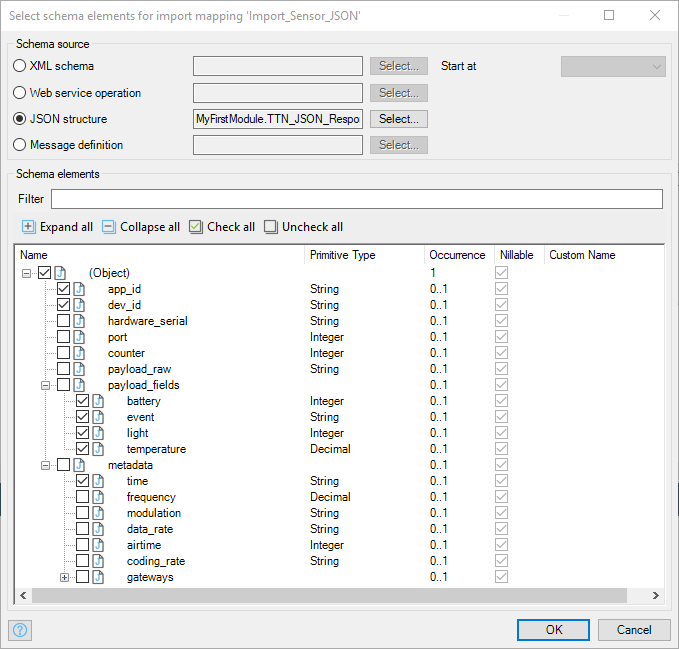 Select schema elements for import mapping 'Import_Sensor_JSON'
Schema source
XML schema Select... Start at
Web service operation Select...
JSON structure MyFirstModule.TTN_JSON_Respo Select...
Message definition Select...
Schema elements
Filter
Expand all Collapse all Check all Uncheck all
Name Primitive Type Occurrence Nillable Custom Name
(Object) 1
app_id String 0..1
dev_id String 0..1
hardware_serial String 0..1
port Integer 0..1
counter Integer 0..1
payload_raw String 0..1
payload_fields 0..1
battery Integer 0..1
event String 0..1
light Integer 0..1
temperature Decimal 0..1
metadata 0..1
time String 0..1
frequency Decimal 0..1
modulation String 0..1
data_rate String 0..1
airtime Integer 0..1
coding_rate String 0..1
gateways 0..1
OK Cancel